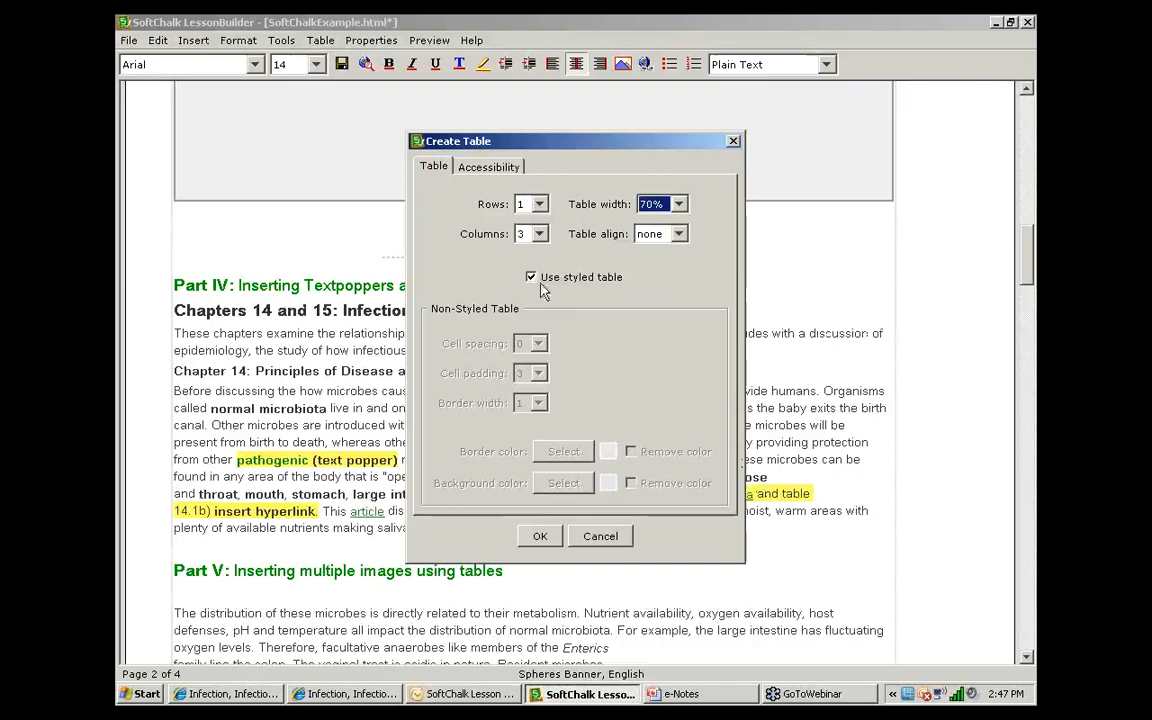 SoftChalk LessonBuilder - [SoftChalkExample.html*]
File Edit Insert Format Tools Table Properties Preview Help
Arial 14 B I U T Plain Text
Create Table
Table Accessibility
Rows: 1 Table width: 70%
Columns: 3 Table align: none
Use styled table
Non-Styled Table
Cell spacing: 0
Cell padding: 3
Border width: 1
Border color: Select Remove color
Background color: Select Remove color
OK Cancel
Part IV: Inserting Textpoppers a
Chapters 14 and 15: Infection
These chapters examine the relationship udes with a discussion of
epidemiology, the study of how infectious
Chapter 14: Principles of Disease a
Before discussing the how microbes cau vide humans. Organisms
called normal microbiota live in and on s the baby exits the birth
canal. Other microbes are introduced wit microbes will be
present from birth to death, whereas othe y providing protection
from other pathogenic (text popper) ese microbes can be
found in any area of the body that is "ope ose
and throat, mouth, stomach, large int a and table
14.1b) insert hyperlink. This article dis oist, warm areas with
plenty of available nutrients making saliva
Part V: Inserting multiple images using tables
The distribution of these microbes is directly related to their metabolism. Nutrient availability, oxygen availability, host
defenses, pH and temperature all impact the distribution of normal microbiota. For example, the large intestine has fluctuating
oxygen levels. Therefore, facultative anaerobes like members of the Enterics
Page 2 of 4 Spheres Banner, English
Start Infection, Infectio... Infection, Infectio... SoftChalk Lesson ... SoftChalk Lesso... e-Notes GoToWebinar « 2:47 PM